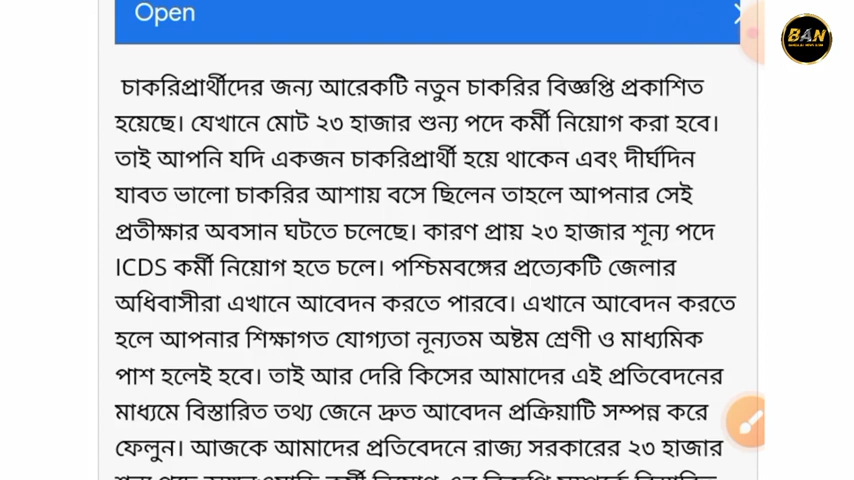 Open
BAN
চাকরিপ্রার্থীদের জন্য আরেকটি নতুন চাকরির বিজ্ঞপ্তি প্রকাশিত
হয়েছে। যেখানে মোট ২৩ হাজার শুন্য পদে কর্মী নিয়োগ করা হবে।
তাই আপনি যদি একজন চাকরিপ্রার্থী হয়ে থাকেন এবং দীর্ঘদিন
যাবত ভালো চাকরির আশায় বসে ছিলেন তাহলে আপনার সেই
প্রতীক্ষার অবসান ঘটতে চলেছে। কারণ প্রায় ২৩ হাজার শূন্য পদে
ICDS কর্মী নিয়োগ হতে চলে। পশ্চিমবঙ্গের প্রত্যেকটি জেলার
অধিবাসীরা এখানে আবেদন করতে পারবে। এখানে আবেদন করতে
হলে আপনার শিক্ষাগত যোগ্যতা নূন্যতম অষ্টম শ্রেণী ও মাধ্যমিক
পাশ হলেই হবে। তাই আর দেরি কিসের আমাদের এই প্রতিবেদনের
মাধ্যমে বিস্তারিত তথ্য জেনে দ্রুত আবেদন প্রক্রিয়াটি সম্পন্ন করে
ফেলুন। আজকে আমাদের প্রতিবেদনে রাজ্য সরকারের ২৩ হাজার